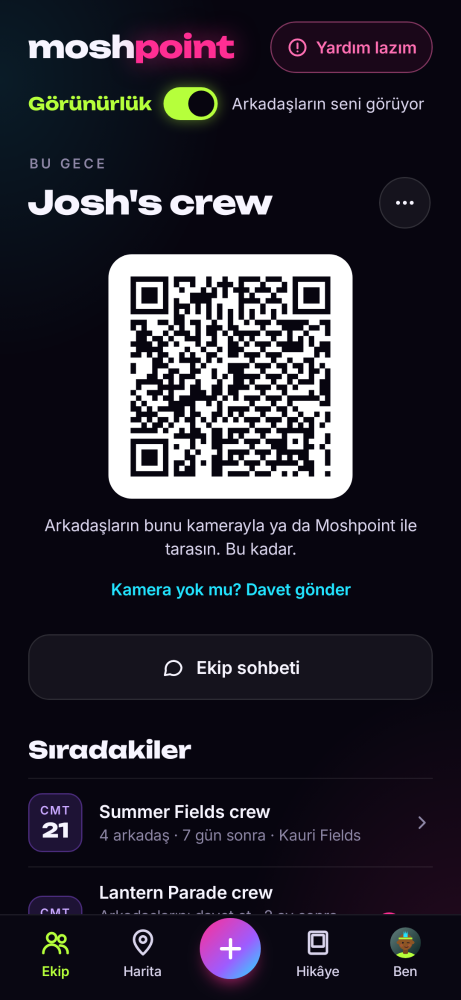 moshpoint
Yardım lazım
Görünürlük
Arkadaşların seni görüyor
BU GECE
Josh's crew
Arkadaşların bunu kamerayla ya da Moshpoint ile
tarasın. Bu kadar.
Kamera yok mu? Davet gönder
Ekip sohbeti
Sıradakiler
CMT
21
Summer Fields crew
4 arkadaş · 7 gün sonra · Kauri Fields
CMT
Lantern Parade crew
Ekip
Harita
Hikâye
Ben